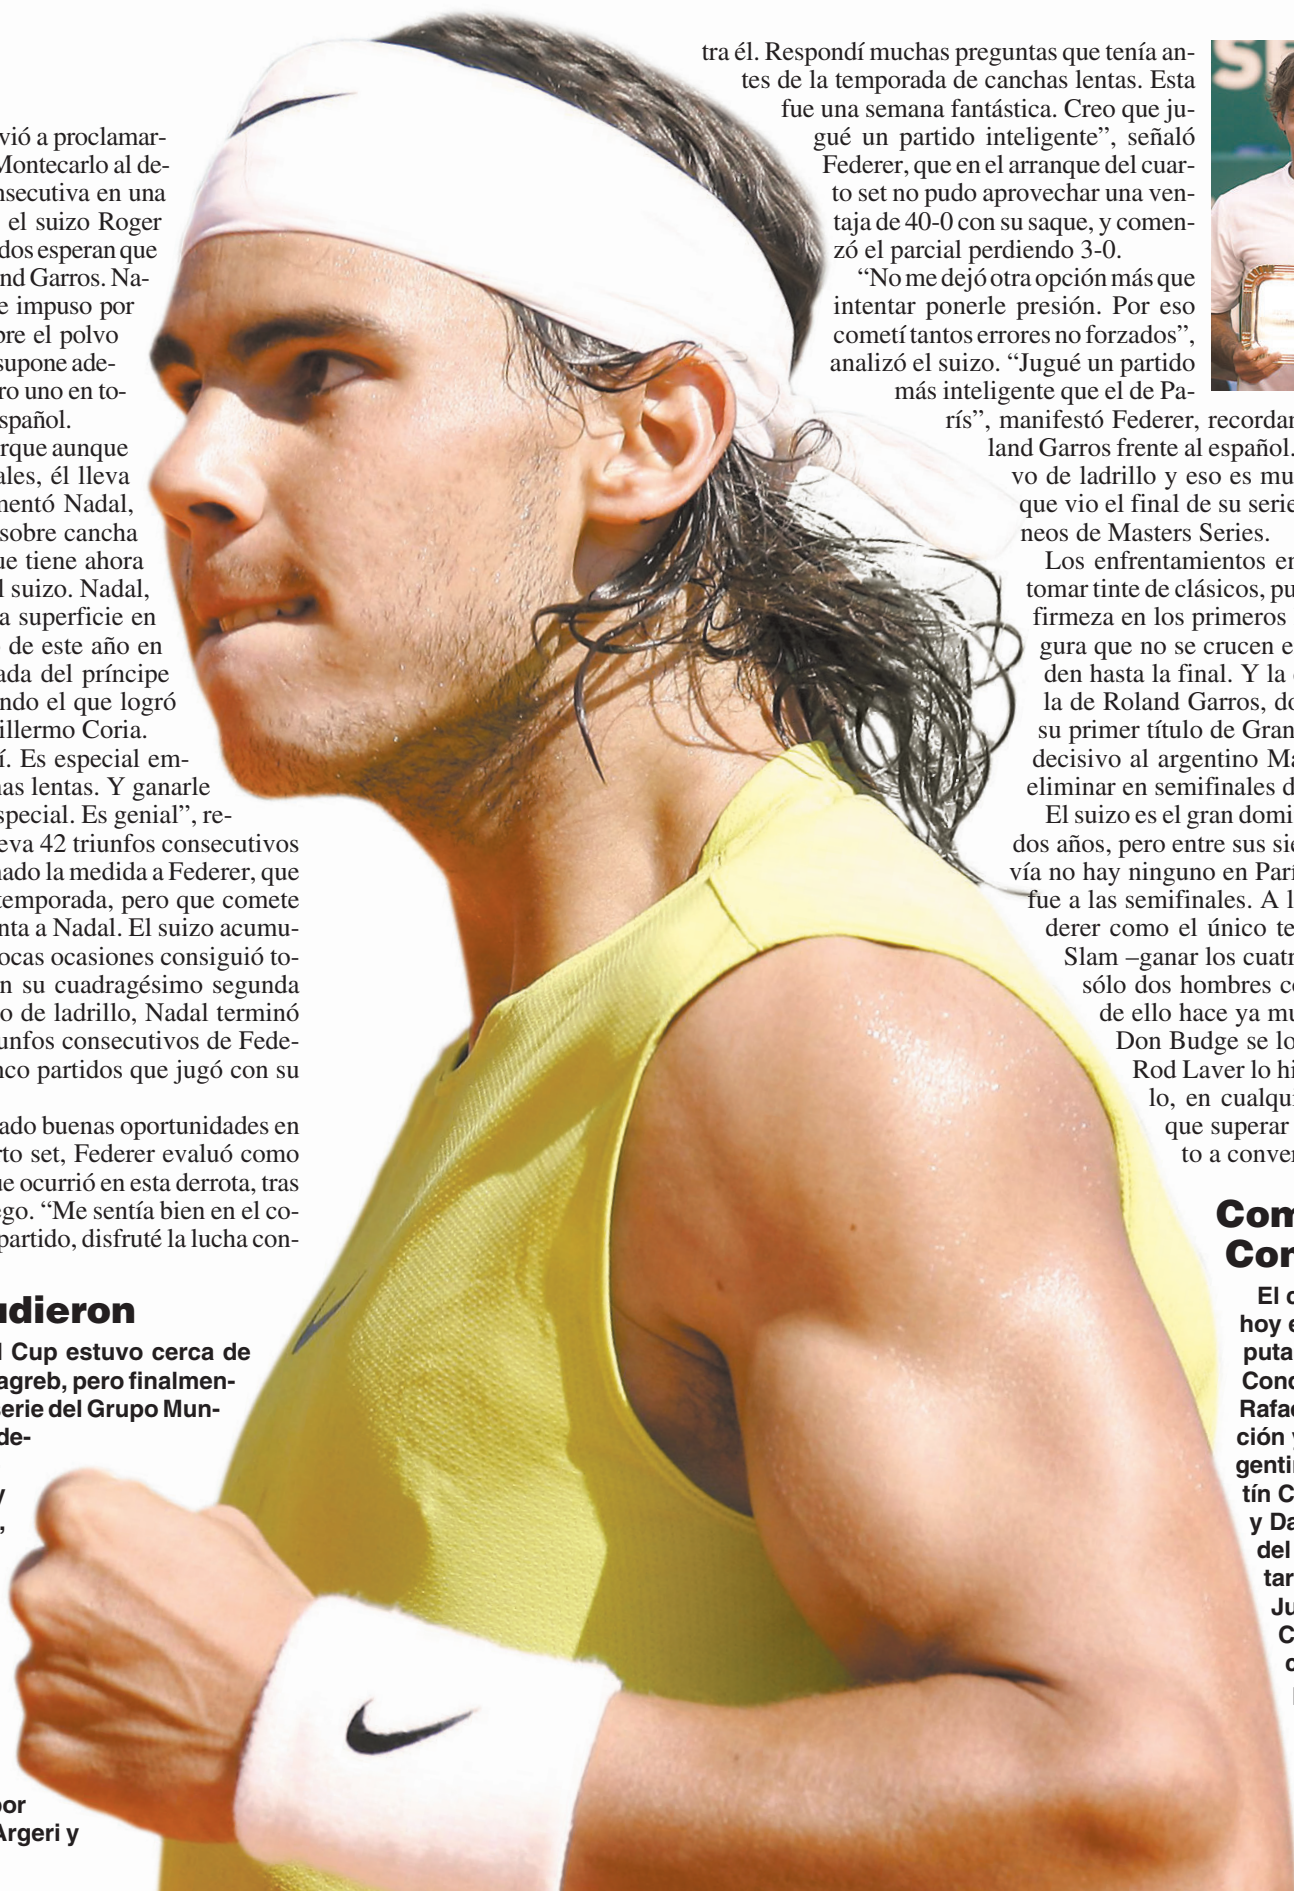 vió a proclamar-
Montecarlo al de-
nsecutiva en una
el suizo Roger
dos esperan que
nd Garros. Na-
e impuso por
bre el polvo
supone ade-
ro uno en to-
spañol.
rque aunque
ales, él lleva
mentó Nadal,
sobre cancha
ue tiene ahora
l suizo. Nadal,
a superficie en
de este año en
ada del príncipe
ndo el que logró
illermo Coria.
í. Es especial em-
nas lentas. Y ganarle
special. Es genial”, re-
eva 42 triunfos consecutivos
nado la medida a Federer, que
temporada, pero que comete
nta a Nadal. El suizo acumu-
ocas ocasiones consiguió to-
n su cuadragésimo segunda
o de ladrillo, Nadal terminó
unfos consecutivos de Fede-
nco partidos que jugó con su
ado buenas oportunidades en
rto set, Federer evaluó como
ue ocurrió en esta derrota, tras
ego. “Me sentía bien en el co-
partido, disfruté la lucha con-
udieron
l Cup estuvo cerca de
agreb, pero finalmen-
serie del Grupo Mun-
de-
y
,
por
Argeri y
tra él. Respondí muchas preguntas que tenía an-
tes de la temporada de canchas lentas. Esta
fue una semana fantástica. Creo que ju-
gué un partido inteligente”, señaló
Federer, que en el arranque del cuar-
to set no pudo aprovechar una ven-
taja de 40-0 con su saque, y comen-
zó el parcial perdiendo 3-0.
“No me dejó otra opción más que
intentar ponerle presión. Por eso
cometí tantos errores no forzados”,
analizó el suizo. “Jugué un partido
más inteligente que el de Pa-
rís”, manifestó Federer, recordan
land Garros frente al español.
vo de ladrillo y eso es mu
que vio el final de su serie
neos de Masters Series.
Los enfrentamientos en
tomar tinte de clásicos, pu
firmeza en los primeros
gura que no se crucen e
den hasta la final. Y la
la de Roland Garros, do
su primer título de Gran
decisivo al argentino Ma
eliminar en semifinales d
El suizo es el gran domi
dos años, pero entre sus sie
vía no hay ninguno en Parí
fue a las semifinales. A l
derer como el único te
Slam –ganar los cuatr
sólo dos hombres co
de ello hace ya mu
Don Budge se lo
Rod Laver lo hi
lo, en cualqui
que superar
to a conver
Com
Con
El c
hoy e
puta
Cond
Rafae
ción y
gentin
tín C
y Da
del
tar
Ju
C
c
SE